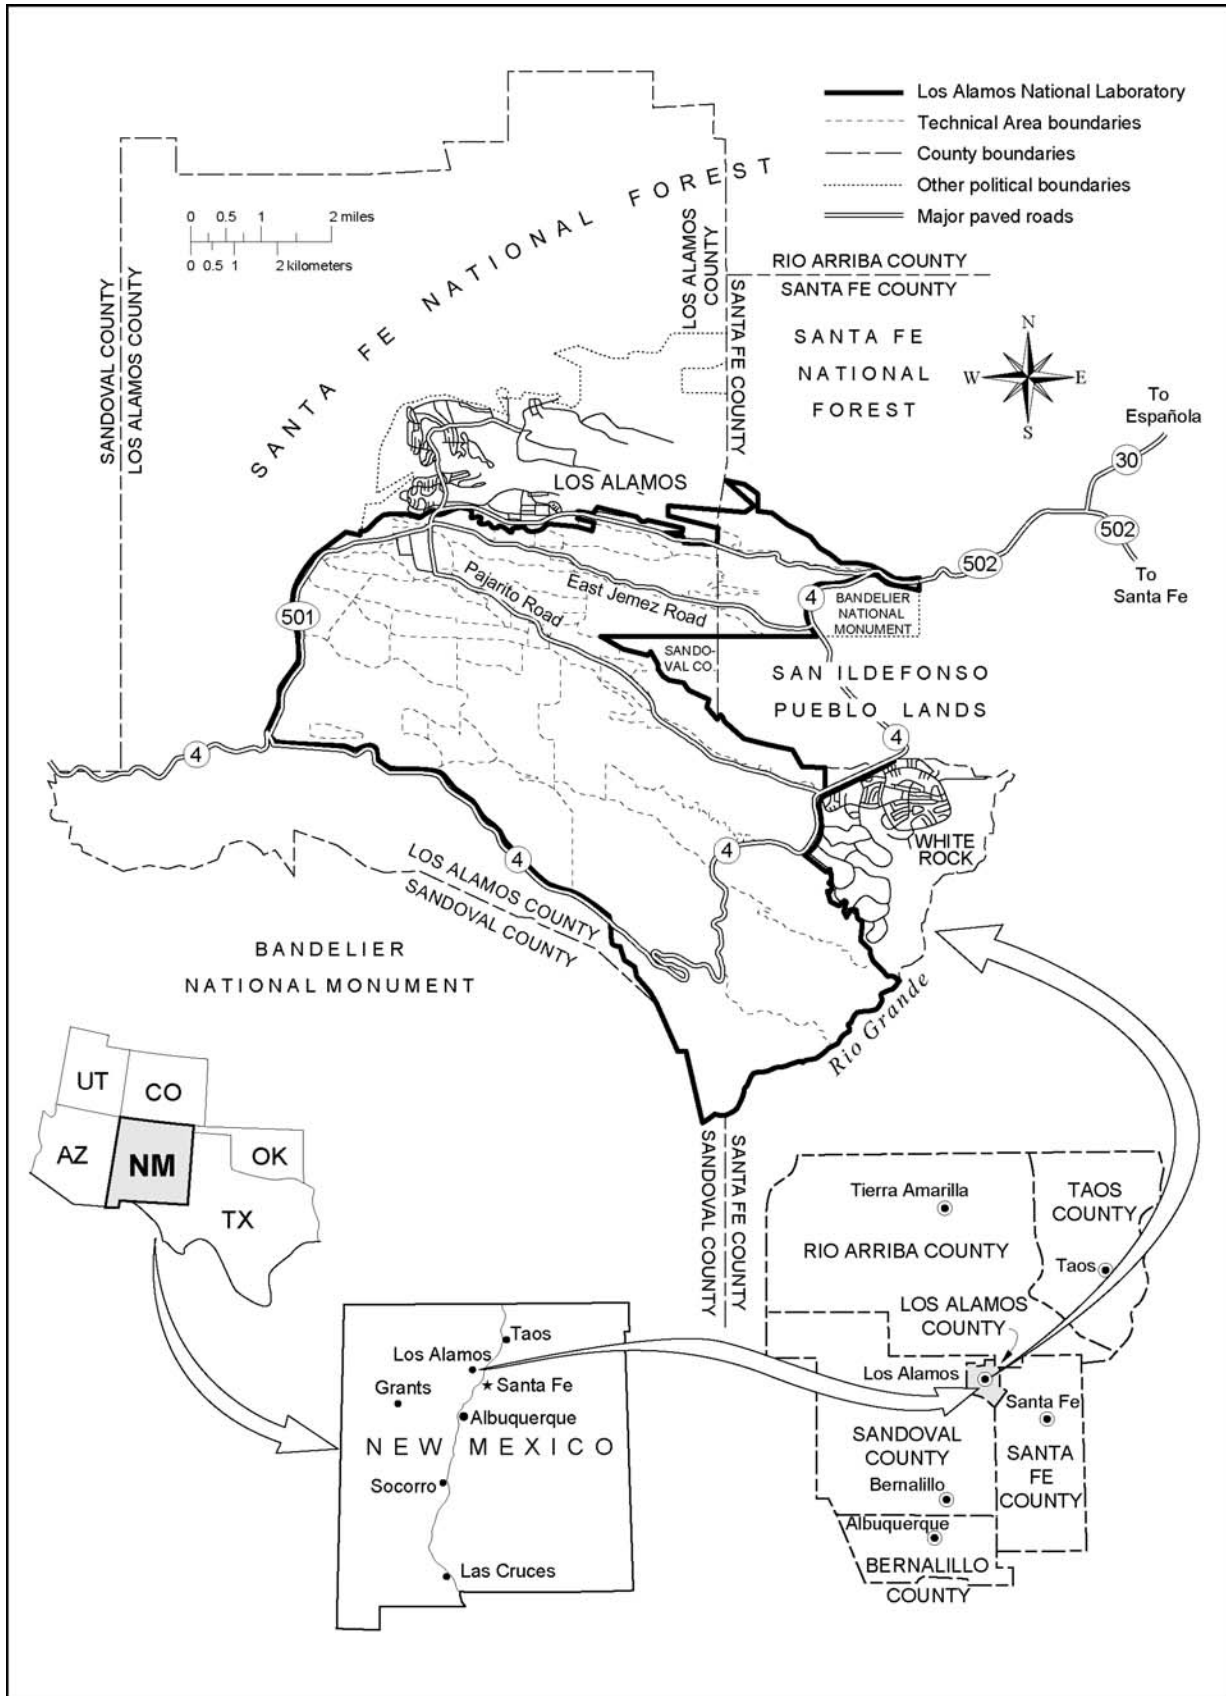 Los Alamos National Laboratory
Technical Area boundaries
County boundaries
Other political boundaries
Major paved roads
0 0.5 1 2 miles
0 0.5 1 2 kilometers
SANTA FE NATIONAL FOREST
SANDOVAL COUNTY
LOS ALAMOS COUNTY
LOS ALAMOS
COUNTY
SANTA FE COUNTY
RIO ARRIBA COUNTY
SANTA FE COUNTY
SANTA FE
NATIONAL
FOREST
N
W E
S
To
Española
30
502
502
To
Santa Fe
LOS ALAMOS
501
Pajarito Road
East Jemez Road
4
BANDELIER
NATIONAL
MONUMENT
SANDO-
VAL CO.
SAN ILDEFONSO
PUEBLO LANDS
4
4
WHITE
ROCK
4
4
LOS ALAMOS COUNTY
SANDOVAL COUNTY
BANDELIER
NATIONAL MONUMENT
Rio Grande
SANDOVAL COUNTY
SANTA FE COUNTY
UT
CO
AZ
NM
OK
TX
Taos
Los Alamos
Santa Fe
Grants
Albuquerque
NEW MEXICO
Socorro
Las Cruces
Tierra Amarilla
TAOS
COUNTY
RIO ARRIBA COUNTY
Taos
LOS ALAMOS
COUNTY
Los Alamos
Santa Fe
SANDOVAL
COUNTY
SANTA
FE
COUNTY
Bernalillo
Albuquerque
BERNALILLO
COUNTY